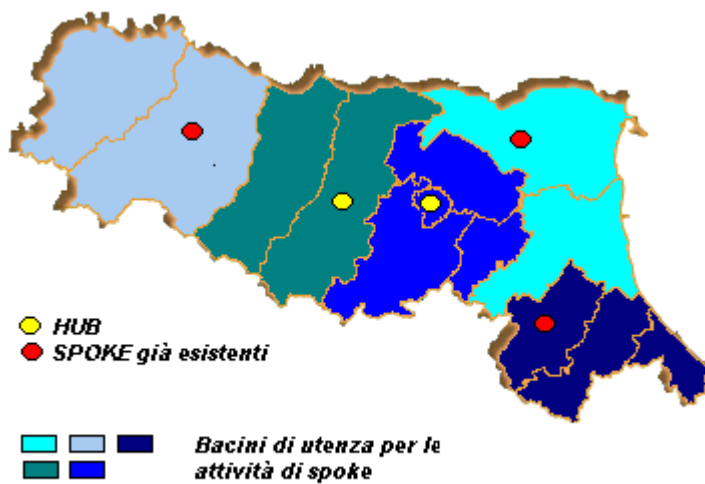 HUB
SPOKE già esistenti
Bacini di utenza per le
attività di spoke